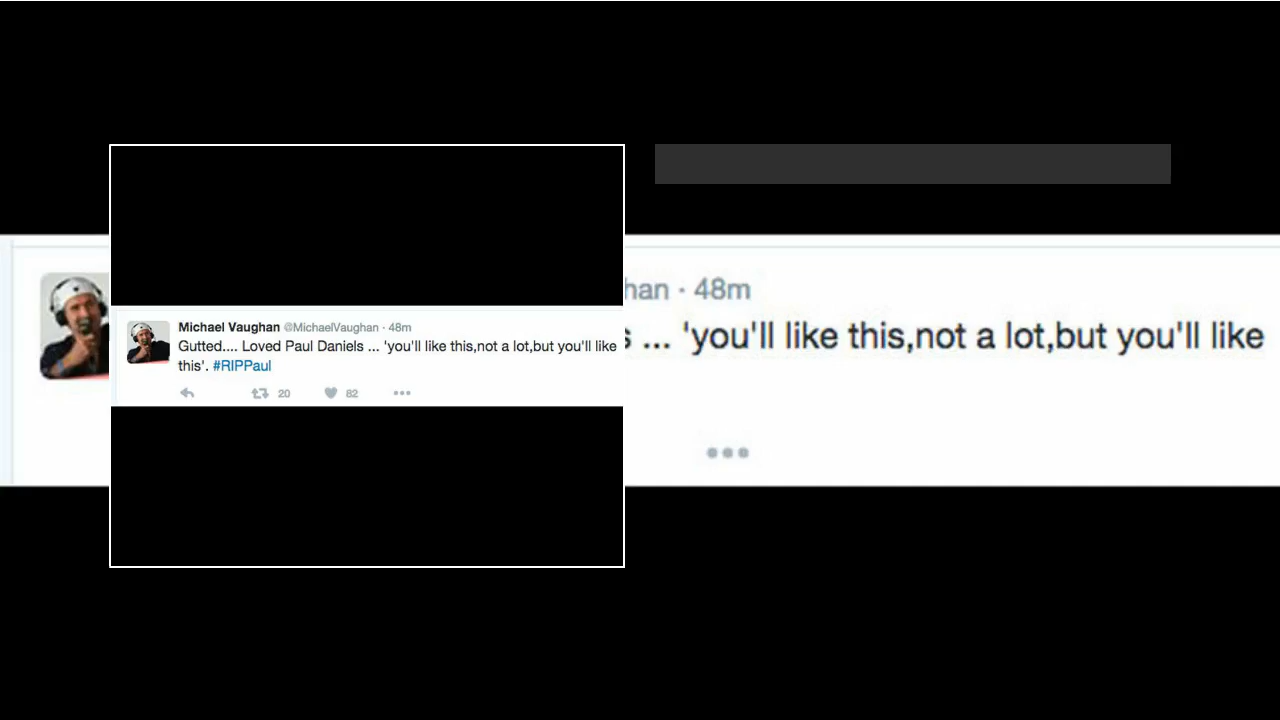 Michael Vaughan @MichaelVaughan · 48m
Gutted.... Loved Paul Daniels ... 'you'll like this,not a lot,but you'll like
this'. #RIPPaul
20 82
han · 48m
s ... 'you'll like this,not a lot,but you'll like